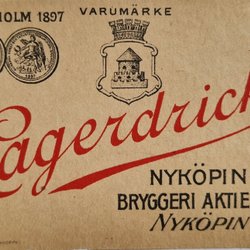 HOLM 1897
VARUMÄRKE
Lagerdrick
NYKÖPIN
BRYGGERI AKTIE
NYKÖPIN